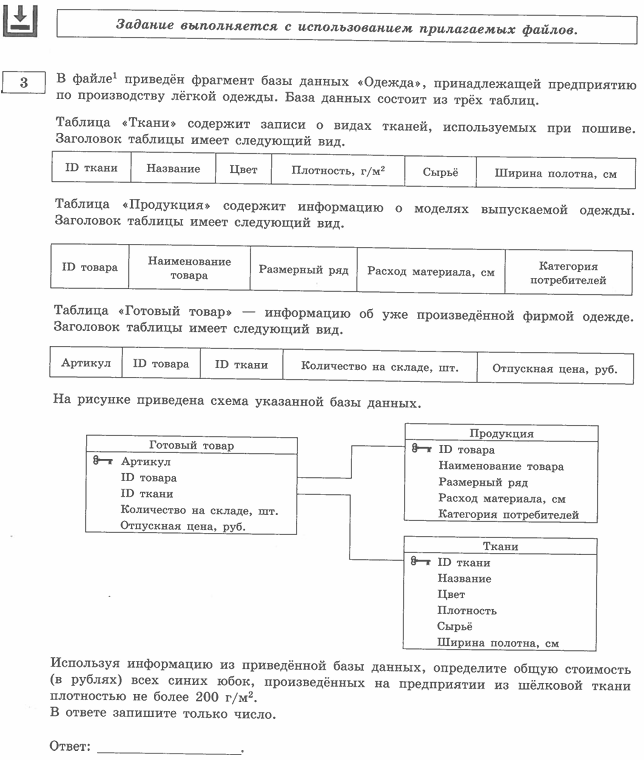 Задание выполняется с использованием прилагаемых файлов.
3
В файле¹ приведён фрагмент базы данных «Одежда», принадлежащей предприятию
по производству лёгкой одежды. База данных состоит из трёх таблиц.
Таблица «Ткани» содержит записи о видах тканей, используемых при пошиве.
Заголовок таблицы имеет следующий вид.
ID ткани Название Цвет Плотность, г/м² Сырьё Ширина полотна, см
Таблица «Продукция» содержит информацию о моделях выпускаемой одежды.
Заголовок таблицы имеет следующий вид.
ID товара Наименование товара Размерный ряд Расход материала, см Категория потребителей
Таблица «Готовый товар» — информацию об уже произведённой фирмой одежде.
Заголовок таблицы имеет следующий вид.
Артикул ID товара ID ткани Количество на складе, шт. Отпускная цена, руб.
На рисунке приведена схема указанной базы данных.
Готовый товар
Артикул
ID товара
ID ткани
Количество на складе, шт.
Отпускная цена, руб.
Продукция
ID товара
Наименование товара
Размерный ряд
Расход материала, см
Категория потребителей
Ткани
ID ткани
Название
Цвет
Плотность
Сырьё
Ширина полотна, см
Используя информацию из приведённой базы данных, определите общую стоимость
(в рублях) всех синих юбок, произведённых на предприятии из шёлковой ткани
плотностью не более 200 г/м².
В ответе запишите только число.
Ответ: ____________________.